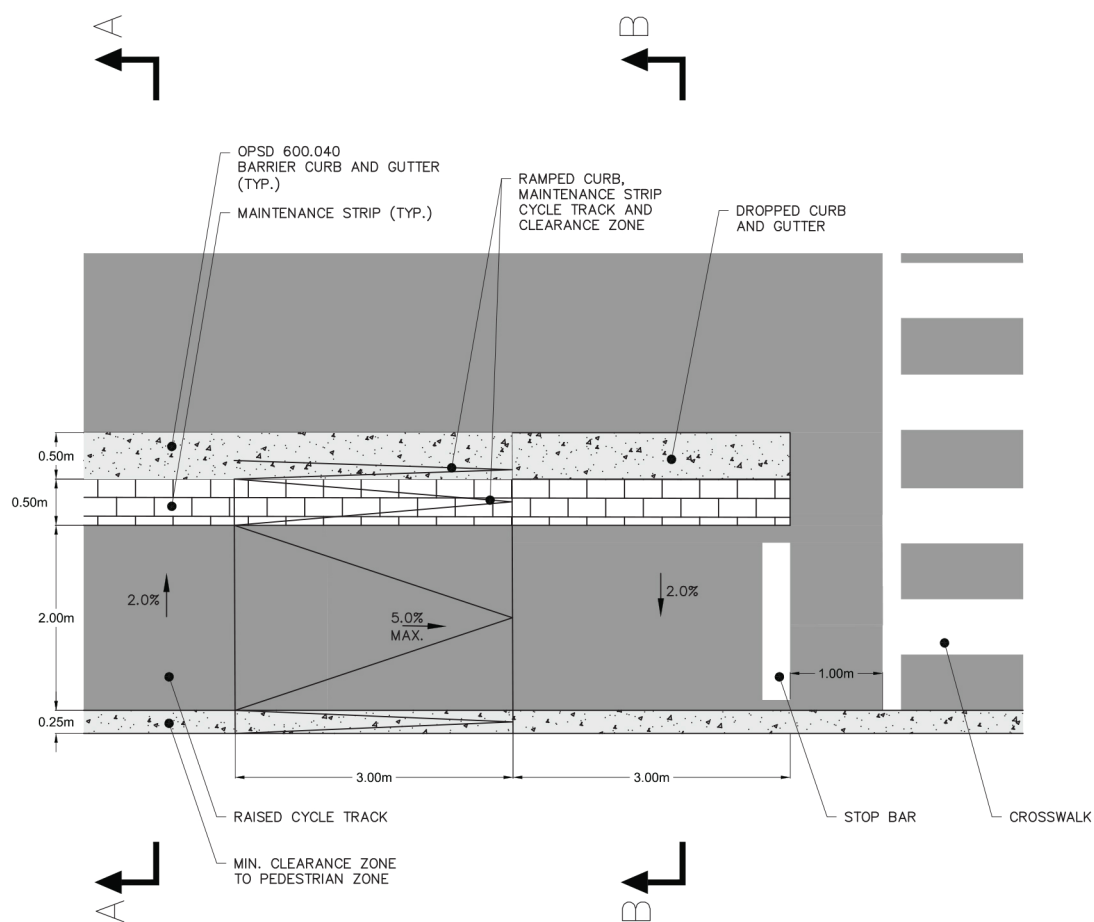 A
B
OPSD 600.040
BARRIER CURB AND GUTTER
(TYP.)
MAINTENANCE STRIP (TYP.)
RAMPED CURB,
MAINTENANCE STRIP
CYCLE TRACK AND
CLEARANCE ZONE
DROPPED CURB
AND GUTTER
0.50m
0.50m
2.00m
0.25m
2.0%
5.0%
MAX.
2.0%
1.00m
3.00m
3.00m
RAISED CYCLE TRACK
STOP BAR
CROSSWALK
MIN. CLEARANCE ZONE
TO PEDESTRIAN ZONE
A
B